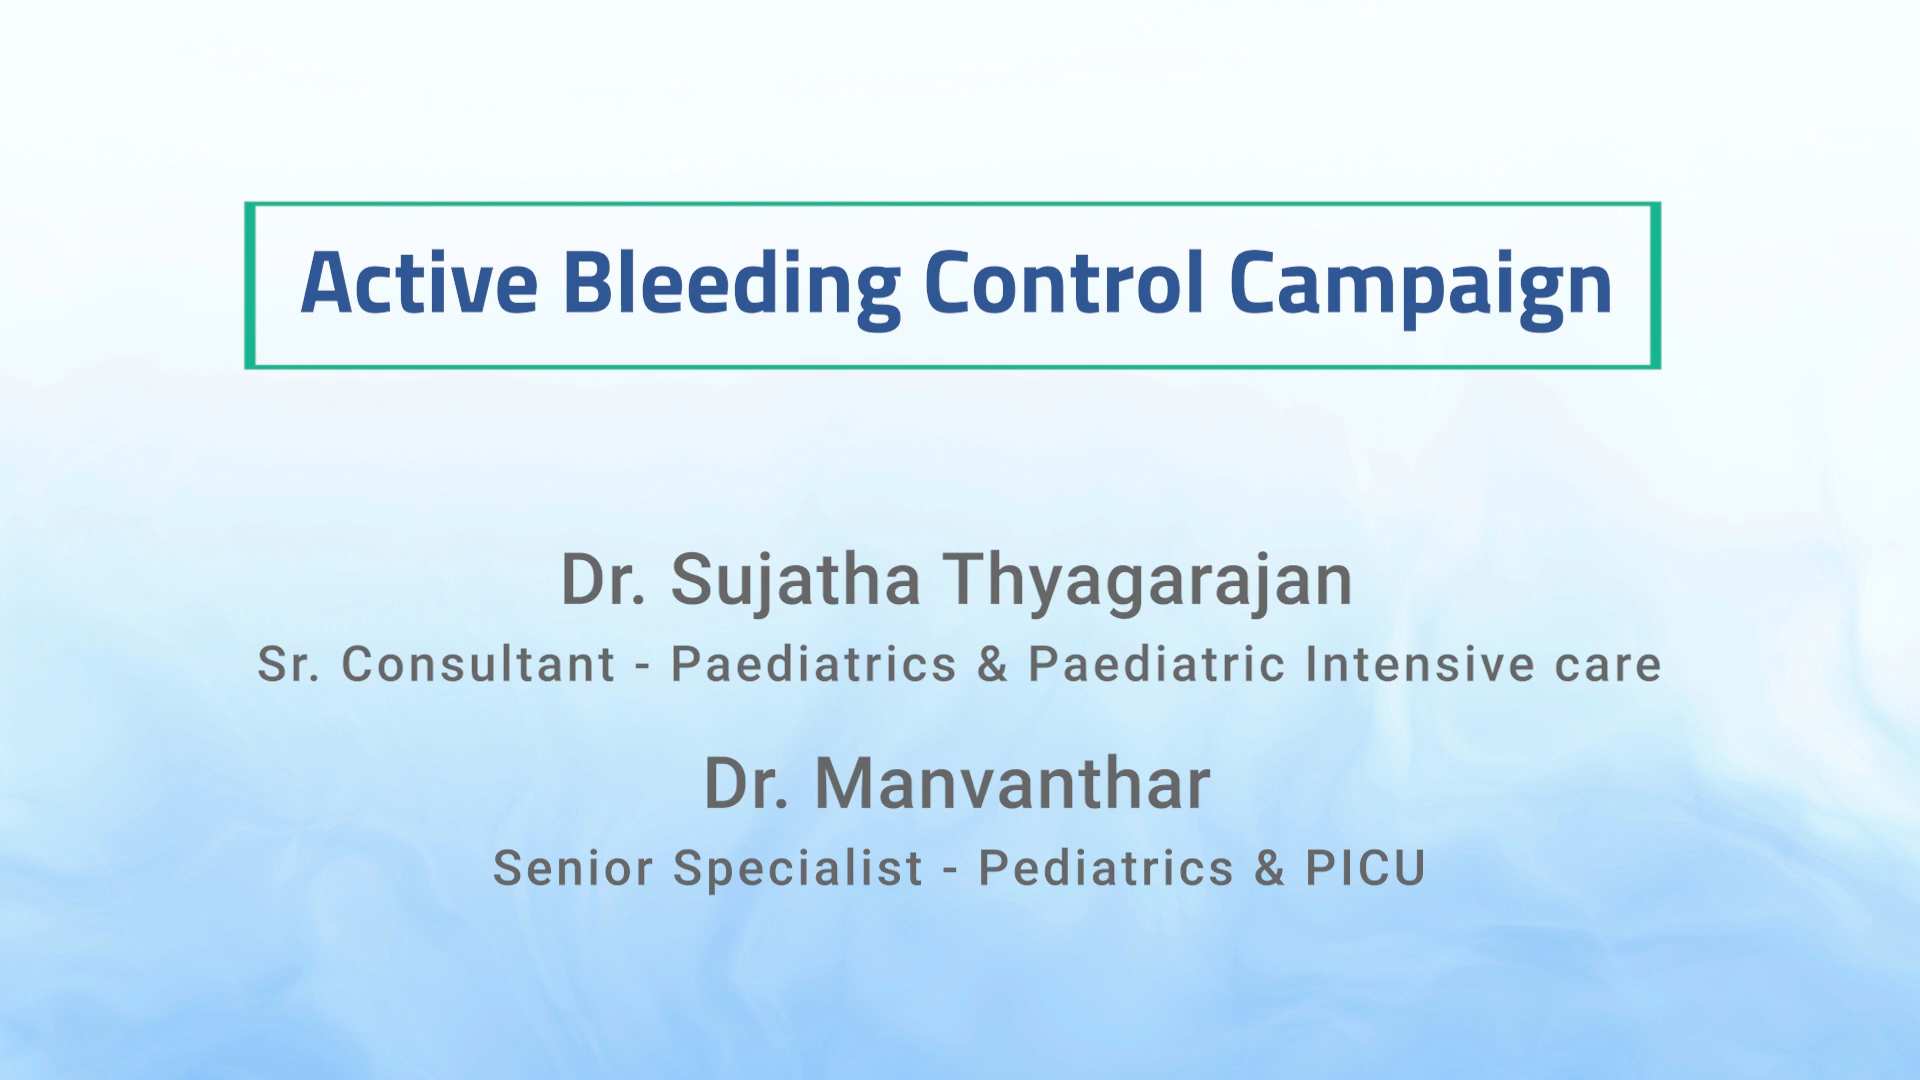 Active Bleeding Control Campaign
Dr. Sujatha Thyagarajan
Sr. Consultant - Paediatrics & Paediatric Intensive care
Dr. Manvanthar
Senior Specialist - Pediatrics & PICU